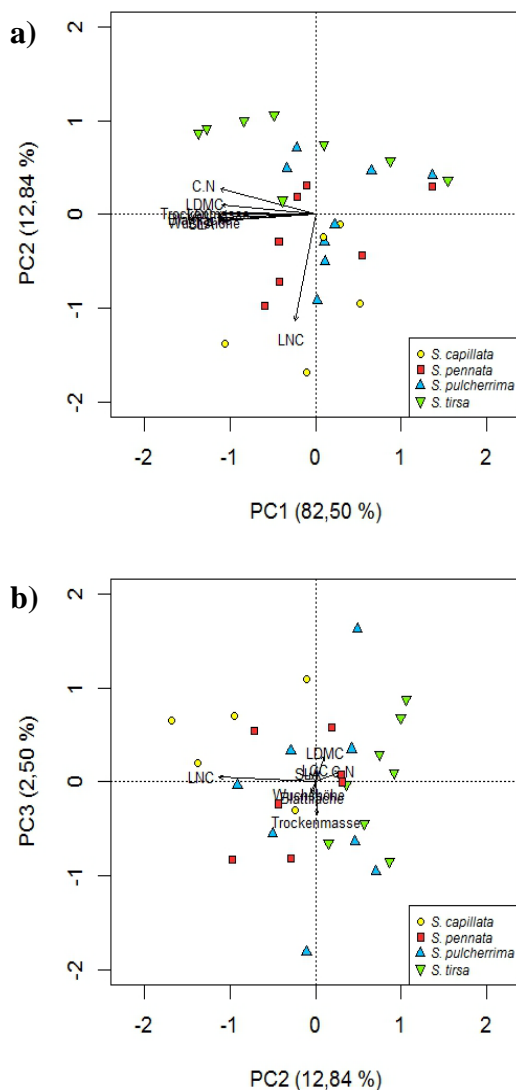 a)
2
1
0
-1
-2
PC2 (12,84 %)
C.N
LDMC
Trockenmasse
Wuchshöhe
LNC
S. capillata
S. pennata
S. pulcherrima
S. tirsa
-2 -1 0 1 2
PC1 (82,50 %)
b)
2
1
0
-1
-2
PC3 (2,50 %)
LDMC
C.N
LNC
Wuchshöhe
Blattfläche
Trockenmasse
S. capillata
S. pennata
S. pulcherrima
S. tirsa
-2 -1 0 1 2
PC2 (12,84 %)